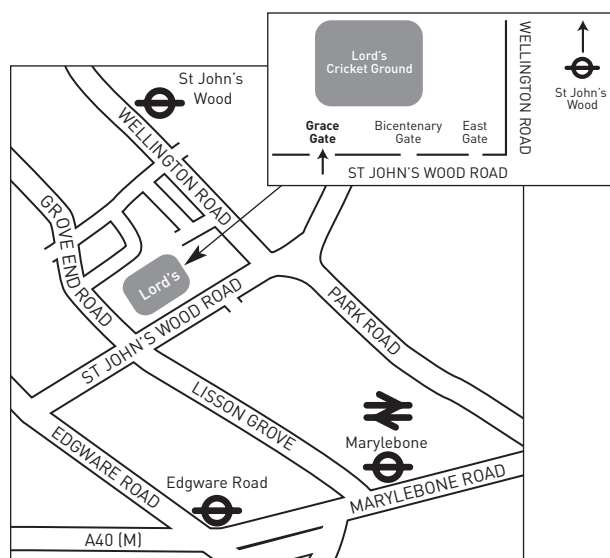 Lord's
Cricket Ground
WELLINGTON ROAD
St John's
Wood
Grace
Gate
Bicentenary
Gate
East
Gate
ST JOHN'S WOOD ROAD
St John's
Wood
WELLINGTON ROAD
GROVE END ROAD
Lord's
ST JOHN'S WOOD ROAD
PARK ROAD
LISSON GROVE
Marylebone
EDGWARE ROAD
Edgware Road
MARYLEBONE ROAD
A40 (M)